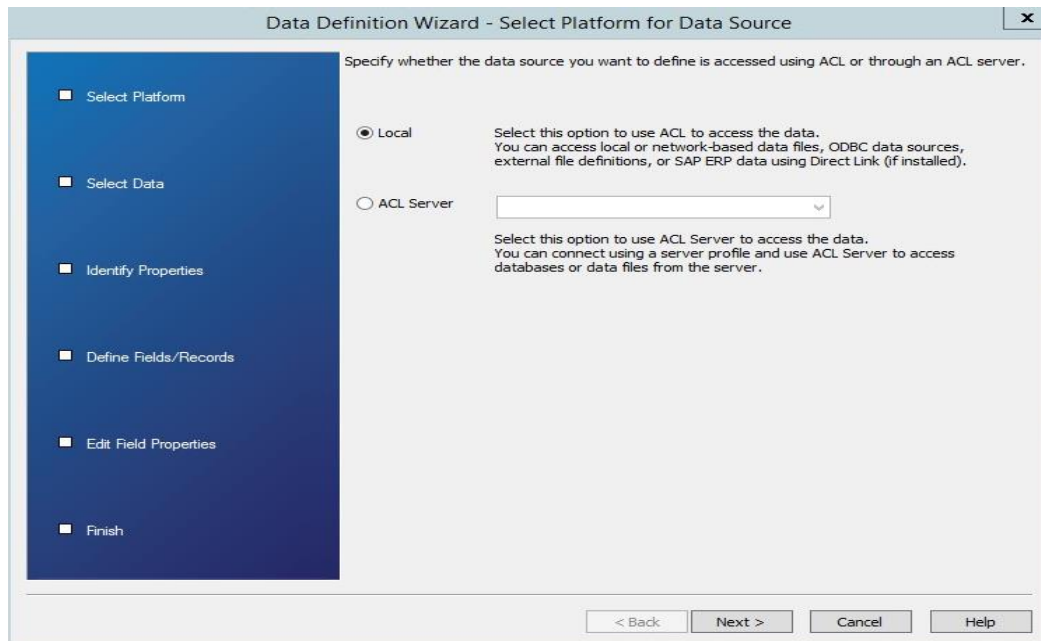 Data Definition Wizard - Select Platform for Data Source
x
Select Platform
Select Data
Identify Properties
Define Fields/Records
Edit Field Properties
Finish
Specify whether the data source you want to define is accessed using ACL or through an ACL server.
Local
Select this option to use ACL to access the data.
You can access local or network-based data files, ODBC data sources,
external file definitions, or SAP ERP data using Direct Link (if installed).
ACL Server
Select this option to use ACL Server to access the data.
You can connect using a server profile and use ACL Server to access
databases or data files from the server.
< Back
Next >
Cancel
Help